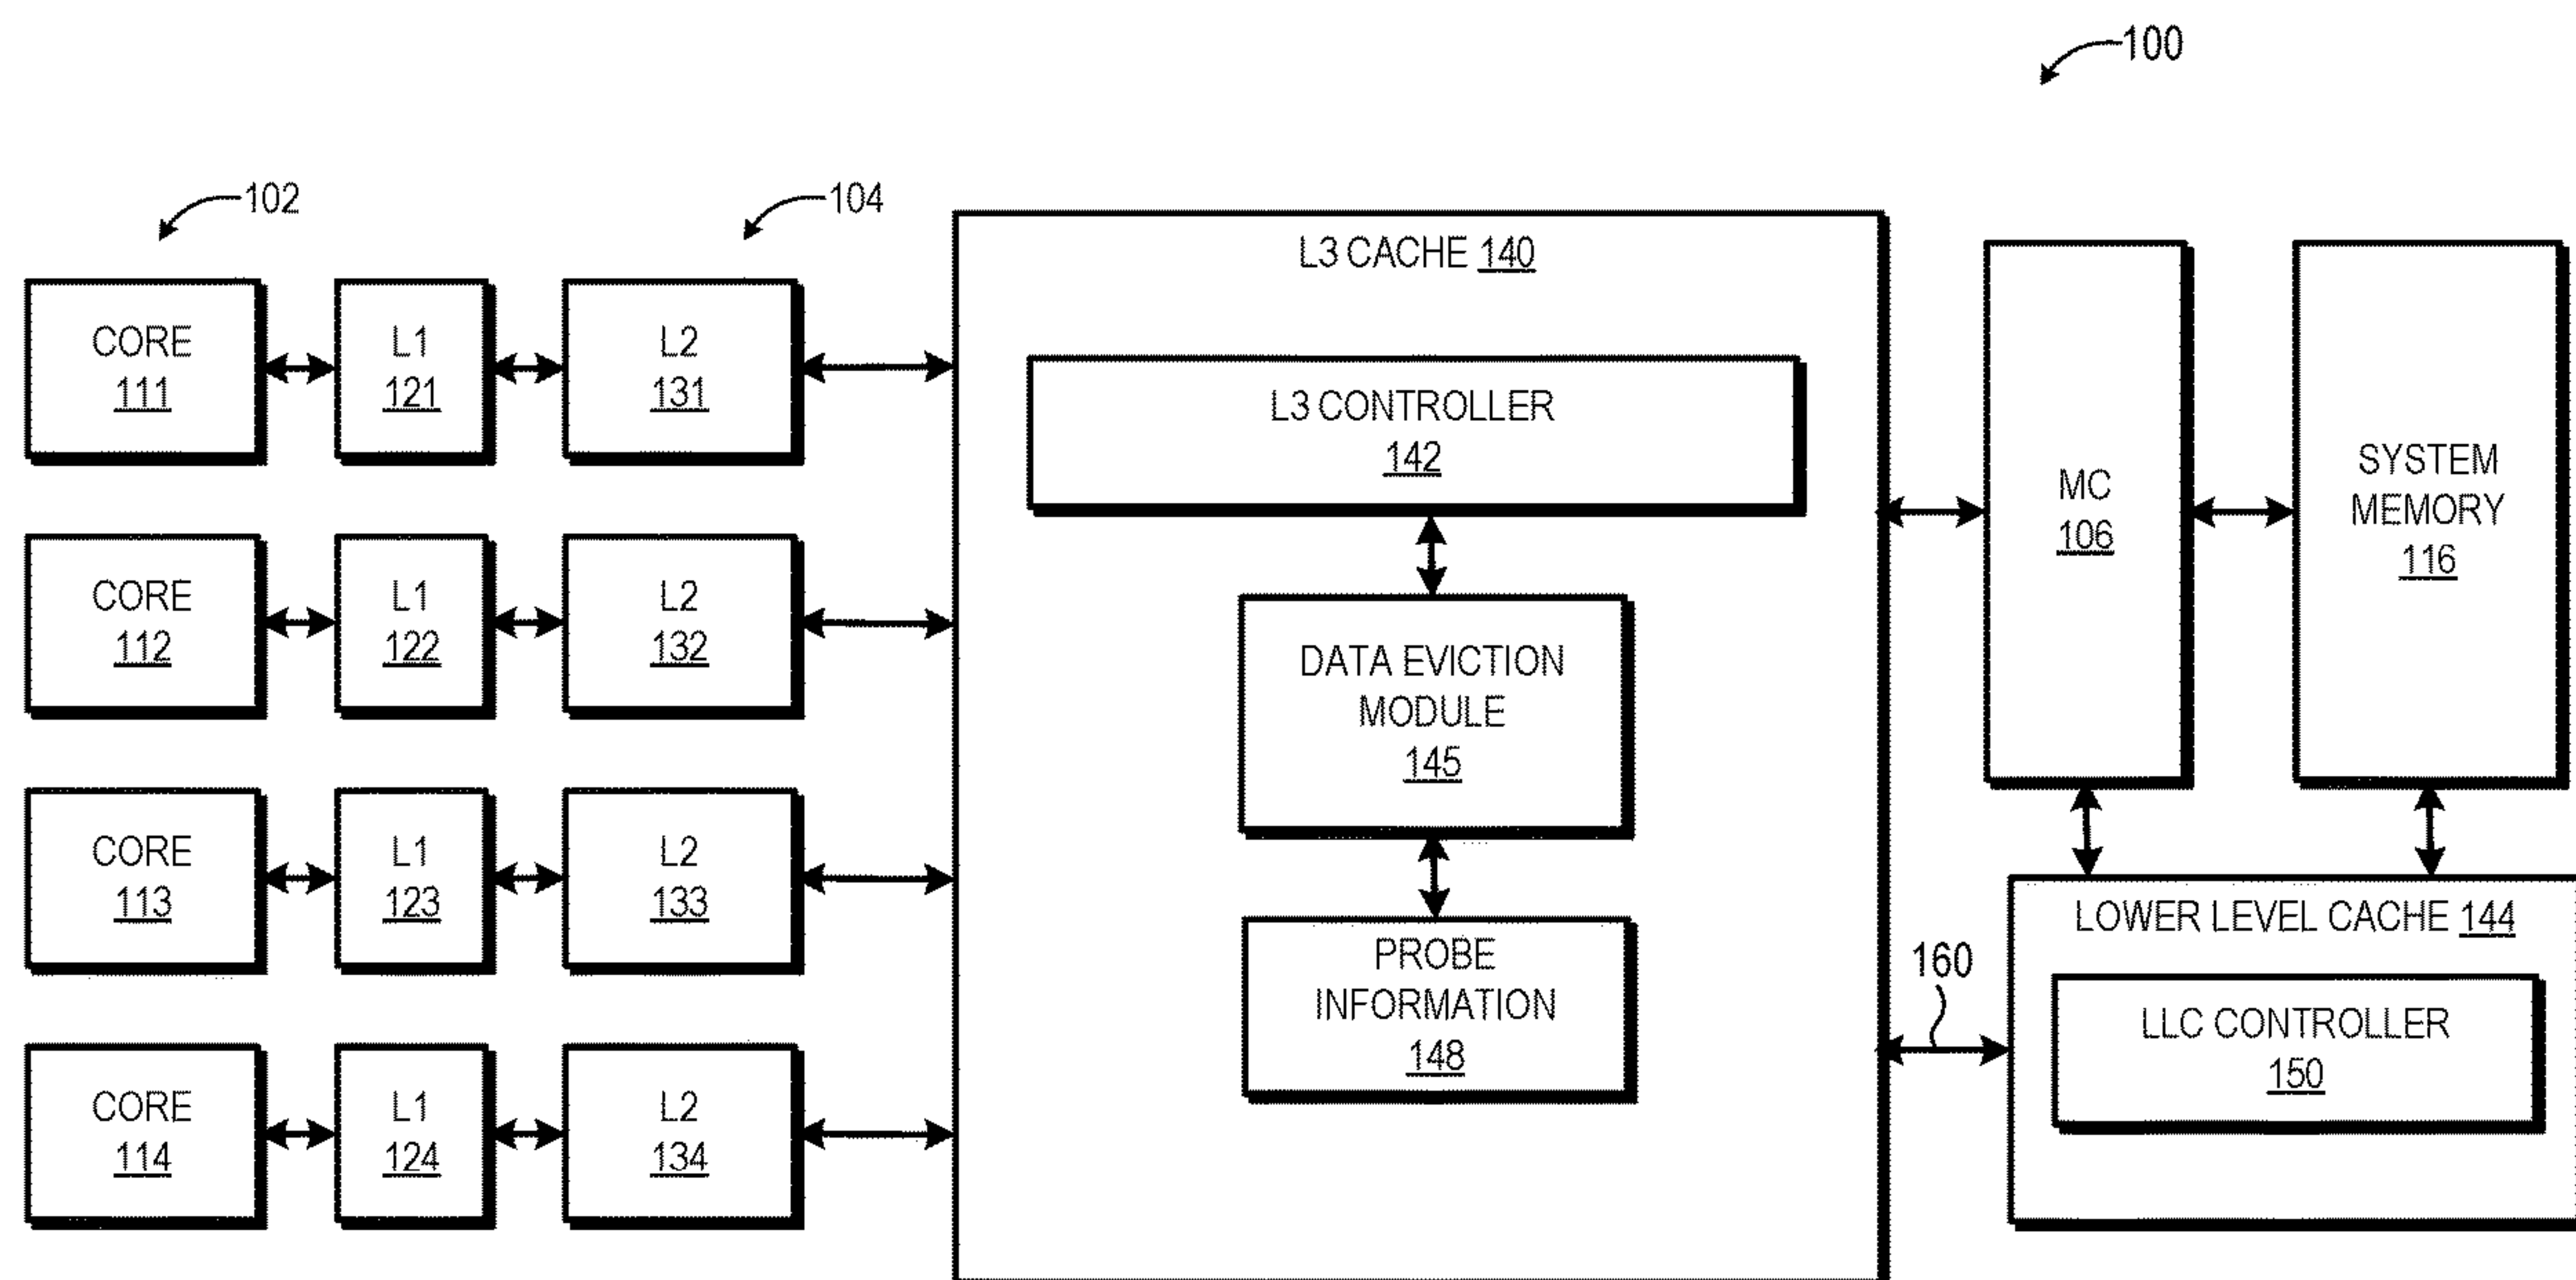 100
102
104
L3 CACHE 140
CORE
111
L1
121
L2
131
L3 CONTROLLER
142
CORE
112
L1
122
L2
132
DATA EVICTION
MODULE
145
MC
106
SYSTEM
MEMORY
116
CORE
113
L1
123
L2
133
PROBE
INFORMATION
148
LOWER LEVEL CACHE 144
160
LLC CONTROLLER
150
CORE
114
L1
124
L2
134